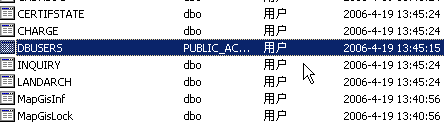 CERTIFSTATE dbo 用户 2006-4-19 13:45:24
CHARGE dbo 用户 2006-4-19 13:45:24
DBUSERS PUBLIC_AC... 用户 2006-4-19 13:45:15
INQUIRY dbo 用户 2006-4-19 13:45:24
LANDARCH dbo 用户 2006-4-19 13:45:24
MapGisInf dbo 用户 2006-4-19 13:40:56
MapGisLock dbo 用户 2006-4-19 13:40:56